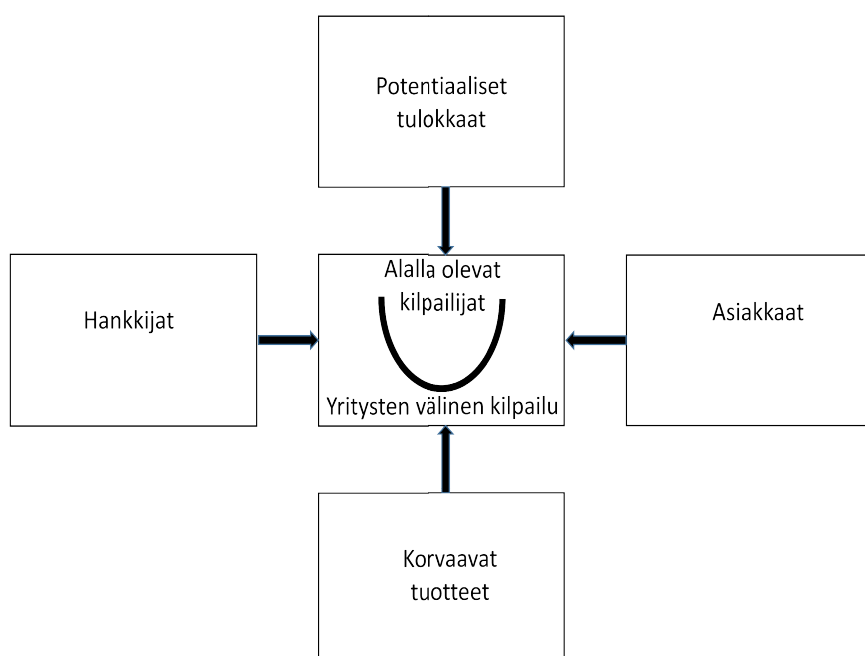 Potentiaaliset
tulokkaat
Hankkijat
Alalla olevat
kilpailijat
Yritysten välinen kilpailu
Asiakkaat
Korvaavat
tuotteet